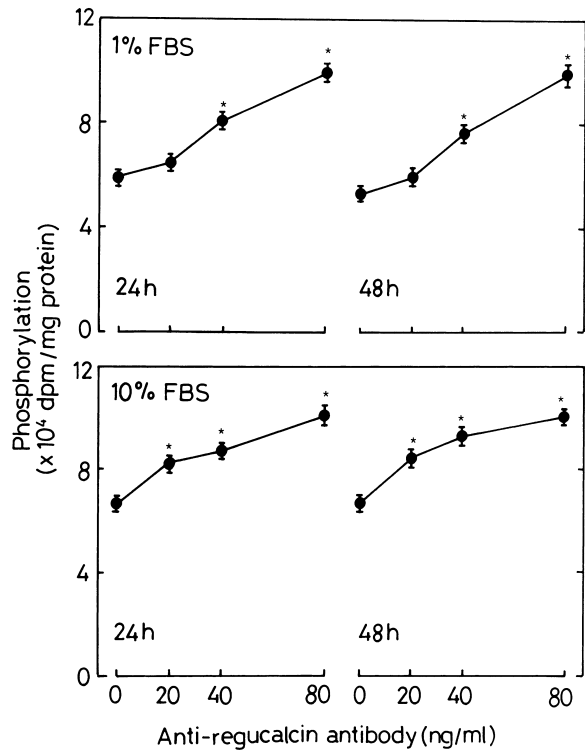 Phosphorylation
(x 10⁴ dpm/mg protein)
12
1% FBS
*
*
*
*
8
4
24h
48h
0
12
10% FBS
*
*
*
*
*
*
8
4
24h
48h
0
0 20 40 80 0 20 40 80
Anti-regucalcin antibody (ng/ml)